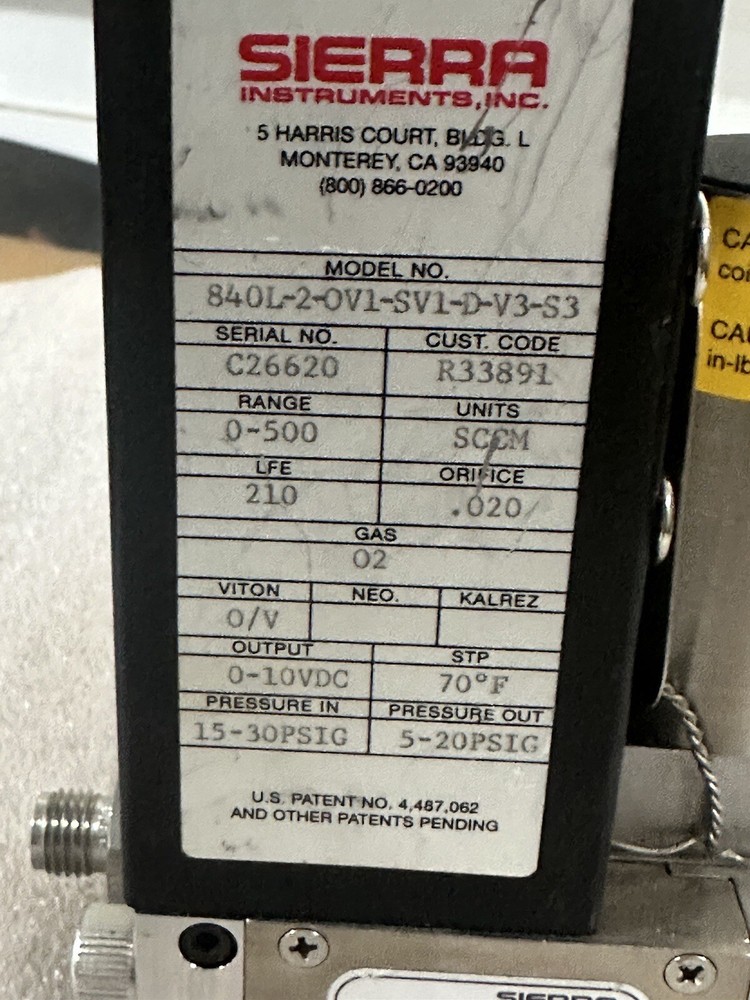 SIERRA
INSTRUMENTS, INC.
5 HARRIS COURT, BLDG. L
MONTEREY, CA 93940
(800) 866-0200
MODEL NO.
840L-2-OV1-SV1-D-V3-S3
SERIAL NO. CUST. CODE
C26620 R33891
RANGE UNITS
0-500 SCCM
LFE ORIFICE
210 .020
GAS
O2
VITON NEO. KALREZ
O/V
OUTPUT STP
0-10VDC 70°F
PRESSURE IN PRESSURE OUT
15-30PSIG 5-20PSIG
U.S. PATENT NO. 4,487,062
AND OTHER PATENTS PENDING
in-lb
SIERRA